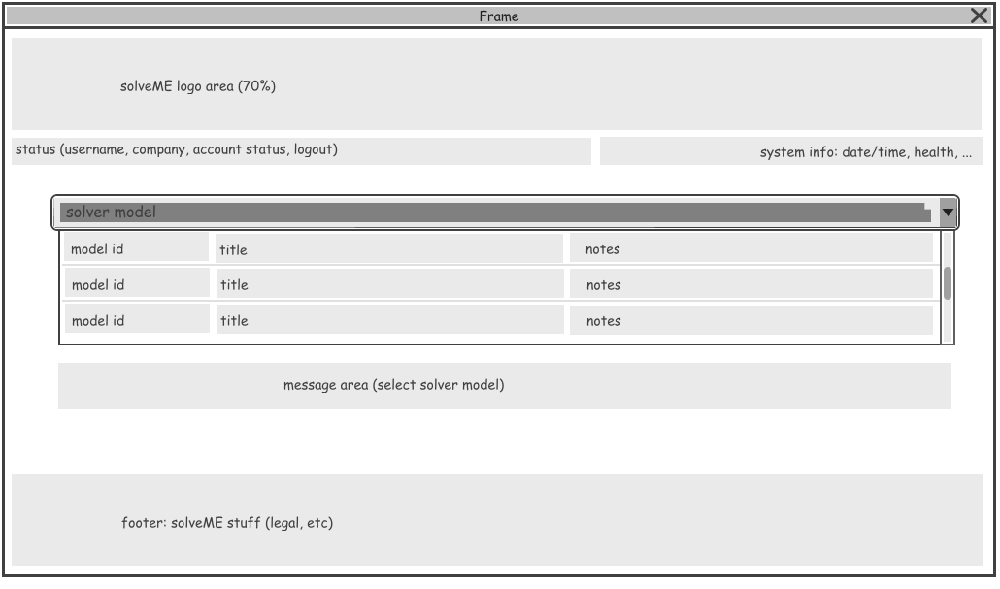 Frame
solveME logo area (70%)
status (username, company, account status, logout)
system info: date/time, health, ...
solver model
model id title notes
model id title notes
model id title notes
message area (select solver model)
footer: solveME stuff (legal, etc)